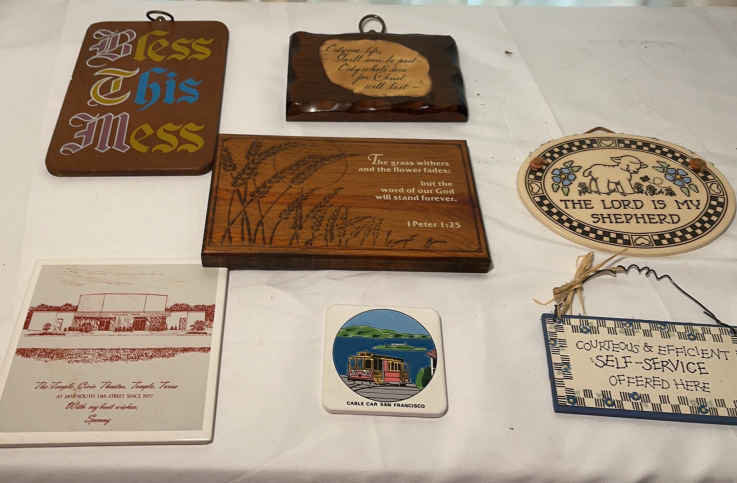 Bless
This
Mess
Only one life,
'Twill soon be past
Only what's done
for Christ
will last
The grass withers
and the flower fades;
but the
word of our God
will stand forever.
1 Peter 1:25
THE LORD IS MY
SHEPHERD
The Temple Civic Theatre, Temple, Texas
SINCE 1977
With my best wishes,
CABLE CAR SAN FRANCISCO
COURTEOUS & EFFICIENT
SELF-SERVICE
OFFERED HERE